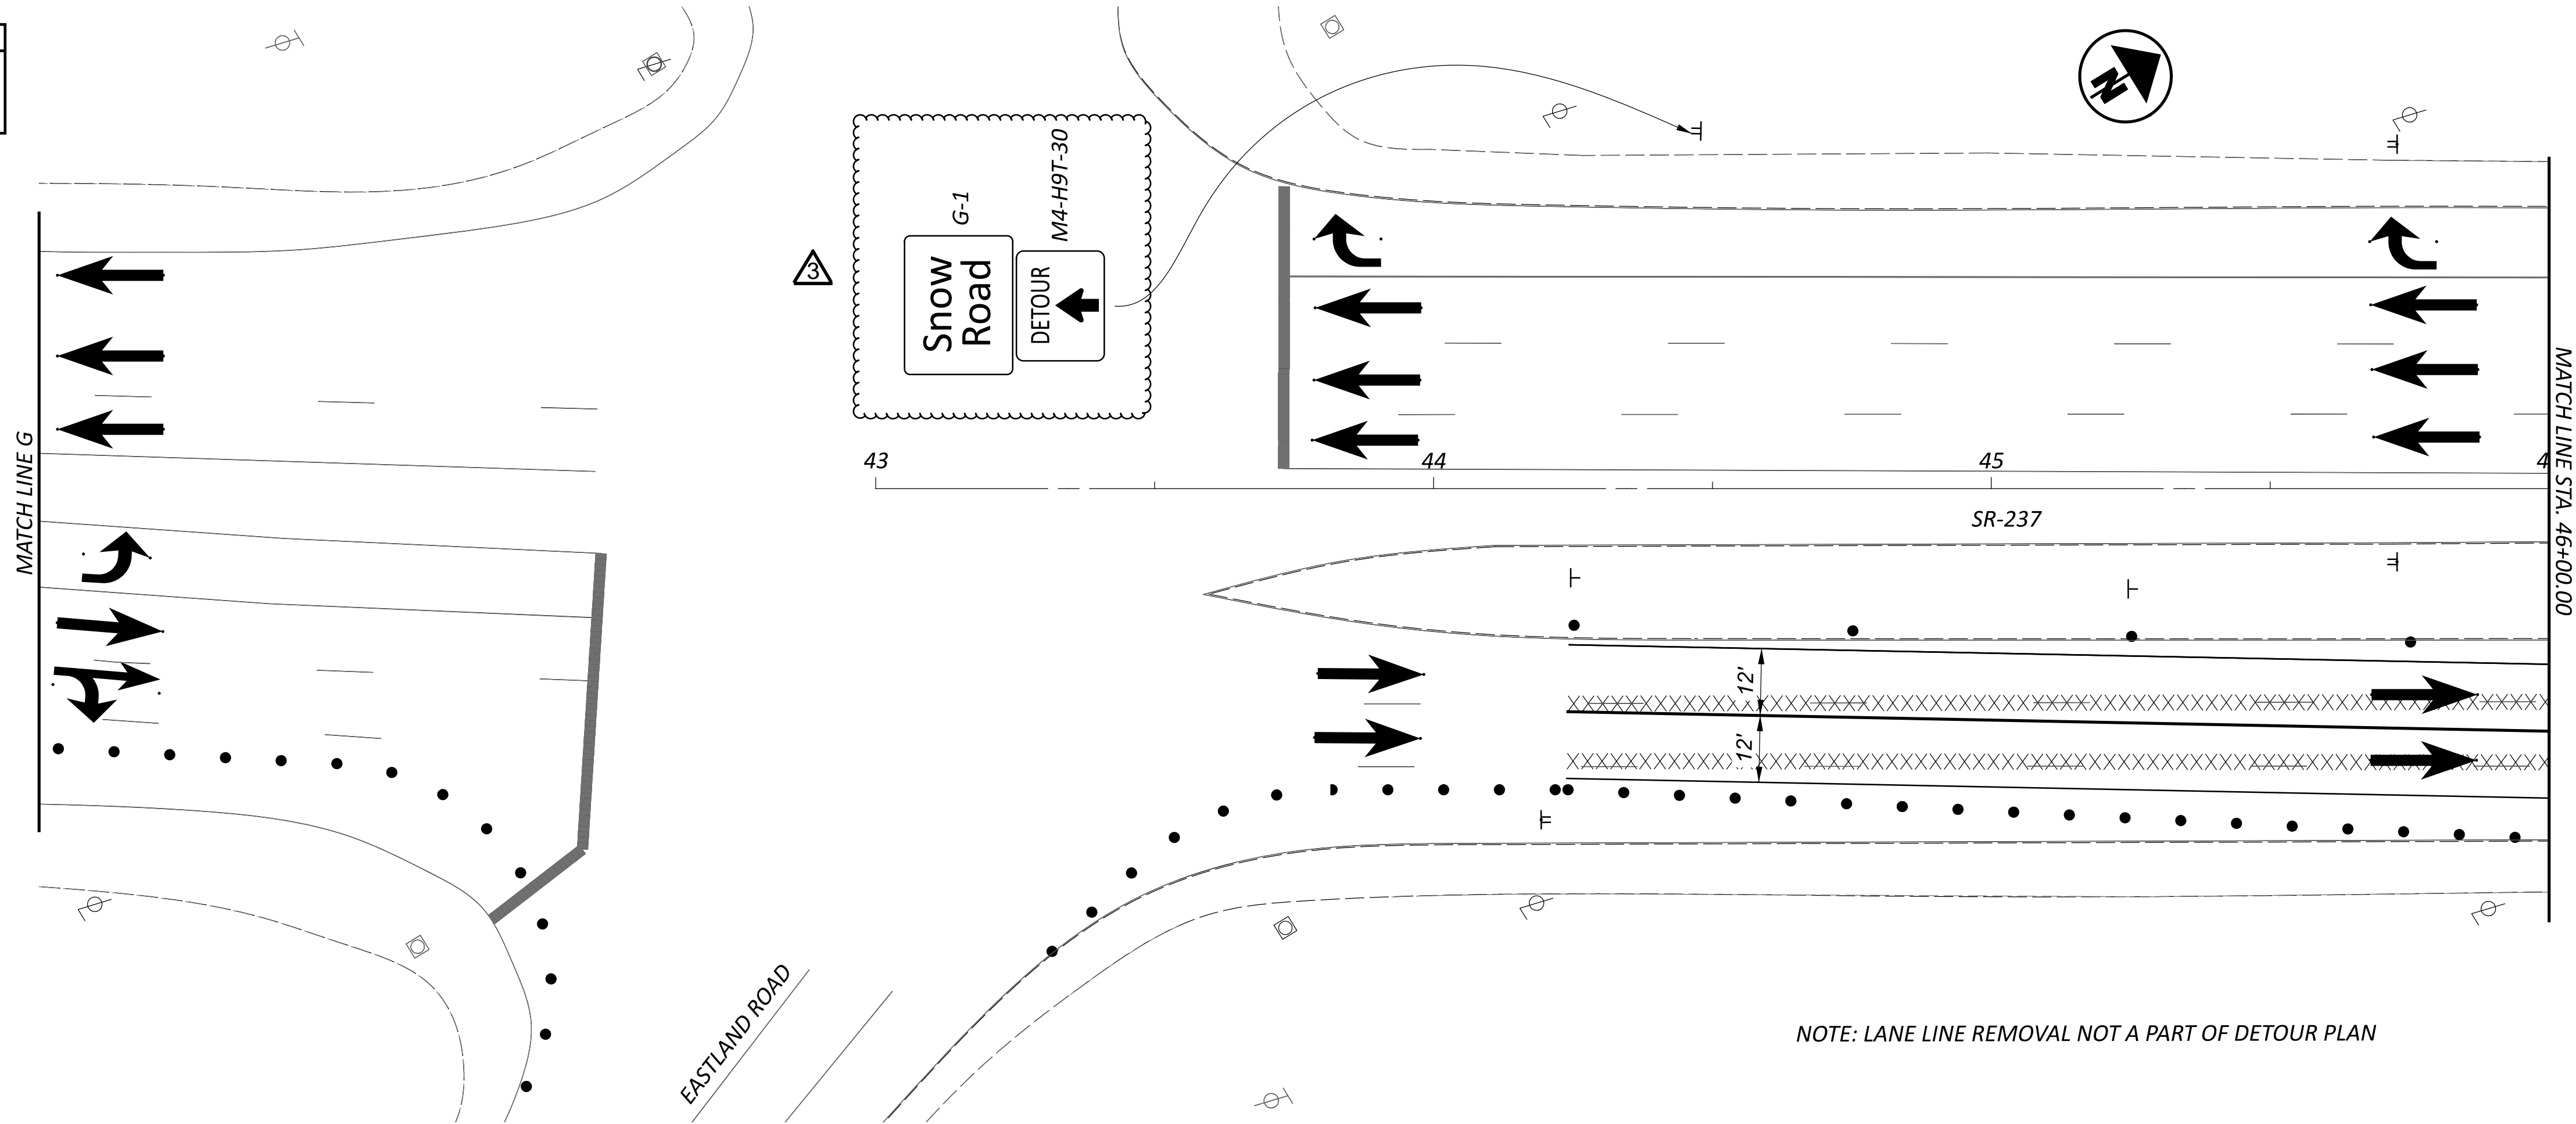 N
M4-H9T-30
G-1
3
Snow
Road
DETOUR
MATCH LINE G
43
44
45
4
MATCH LINE STA. 46+00.00
SR-237
12'
12'
EASTLAND ROAD
NOTE: LANE LINE REMOVAL NOT A PART OF DETOUR PLAN